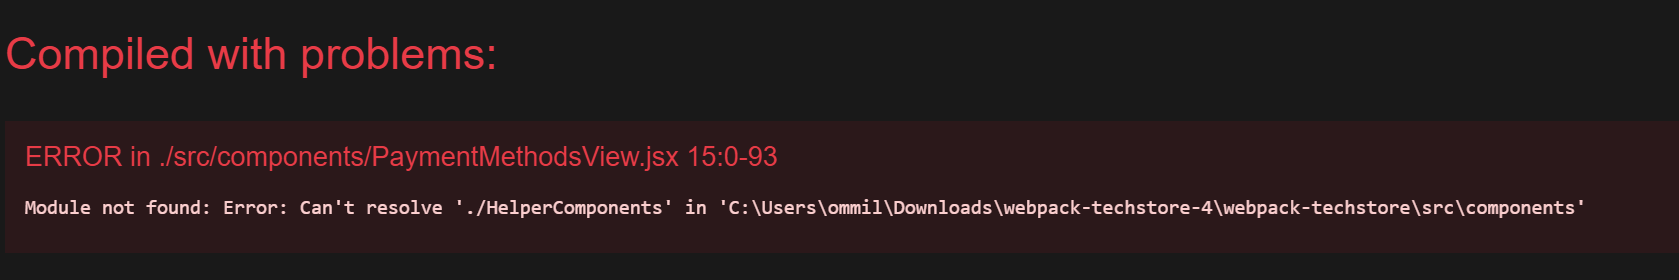 Compiled with problems:
ERROR in ./src/components/PaymentMethodsView.jsx 15:0-93
Module not found: Error: Can't resolve './HelperComponents' in 'C:\Users\ommil\Downloads\webpack-techstore-4\webpack-techstore\src\components'